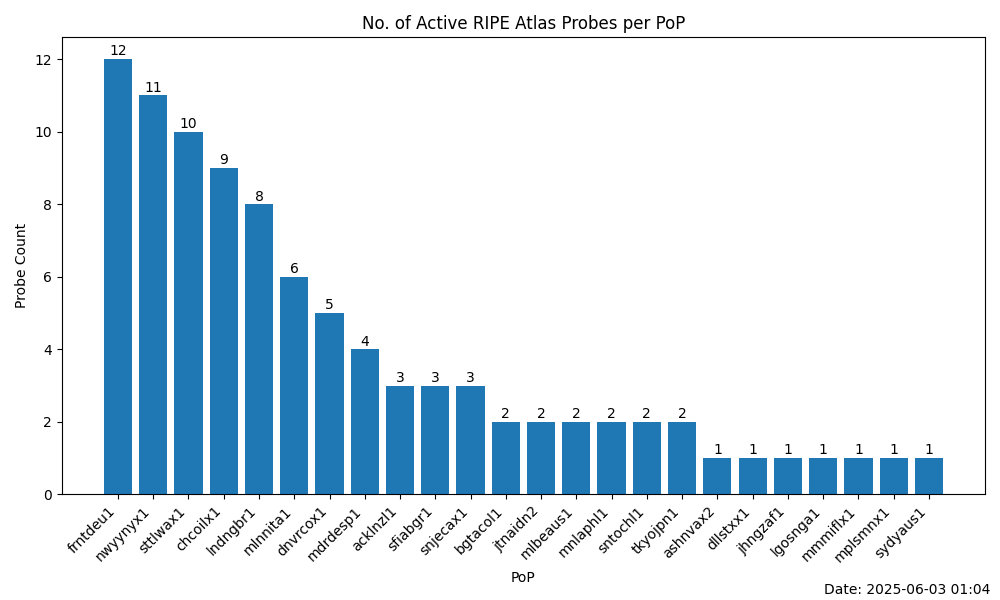 No. of Active RIPE Atlas Probes per PoP
12
11
10
9
8
6
5
4
3
3
3
2
2
2
2
2
2
1
1
1
1
1
1
1
Probe Count
12
10
8
6
4
2
0
frntdeu1
nwyynyx1
sttlwax1
chcoilx1
lndngbr1
mlnnita1
dnvrcox1
mdrdesp1
acklnzl1
sfiabgr1
snjecax1
bgtacol1
jtnaidn2
mlbeaus1
mnlaphl1
sntochl1
tkyojpn1
ashnvax2
dllstxx1
jhngzaf1
lgosnga1
mmmiflx1
mplsmnx1
sydyaus1
PoP
Date: 2025-06-03 01:04